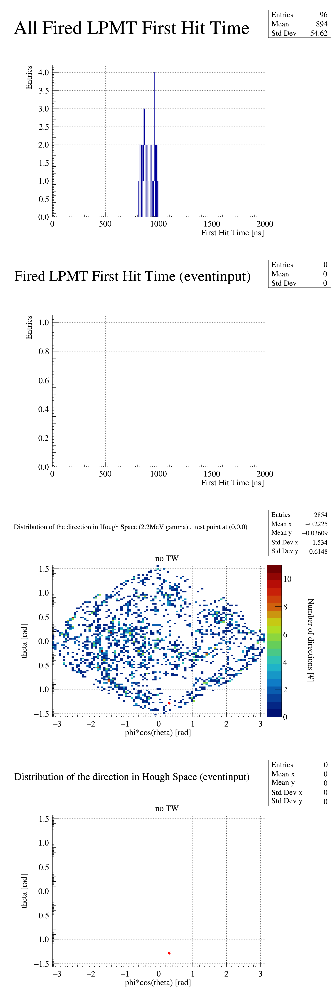 All Fired LPMT First Hit Time
Entries 96
Mean 894
Std Dev 54.62
Entries
4.0
3.5
3.0
2.5
2.0
1.5
1.0
0.5
0.0
0 500 1000 1500 2000
First Hit Time [ns]
Fired LPMT First Hit Time (eventinput)
Entries 0
Mean 0
Std Dev 0
Entries
1.0
0.8
0.6
0.4
0.2
0.0
0 500 1000 1500 2000
First Hit Time [ns]
Distribution of the direction in Hough Space (2.2MeV gamma) , test point at (0,0,0)
Entries 2854
Mean x −0.2225
Mean y −0.03609
Std Dev x 1.534
Std Dev y 0.6148
no TW
theta [rad]
1.5
1.0
0.5
0.0
−0.5
−1.0
−1.5
−3 −2 −1 0 1 2 3
phi*cos(theta) [rad]
10
8
6
4
2
0
Number of directions [#]
Distribution of the direction in Hough Space (eventinput)
Entries 0
Mean x 0
Mean y 0
Std Dev x 0
Std Dev y 0
no TW
theta [rad]
1.5
1.0
0.5
0.0
−0.5
−1.0
−1.5
−3 −2 −1 0 1 2 3
phi*cos(theta) [rad]